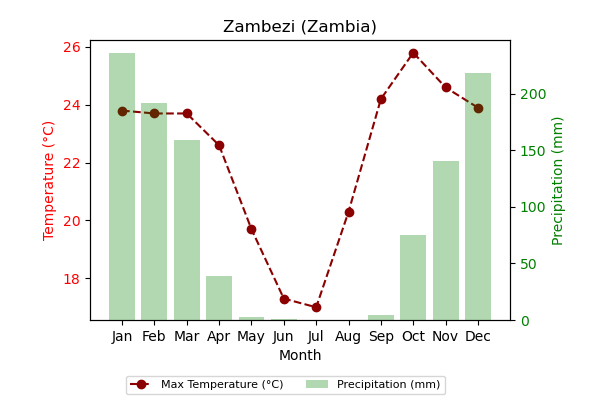 Zambezi (Zambia)
26
24
22
20
18
Temperature (°C)
200
150
100
50
0
Precipitation (mm)
Jan Feb Mar Apr May Jun Jul Aug Sep Oct Nov Dec
Month
Max Temperature (°C) Precipitation (mm)